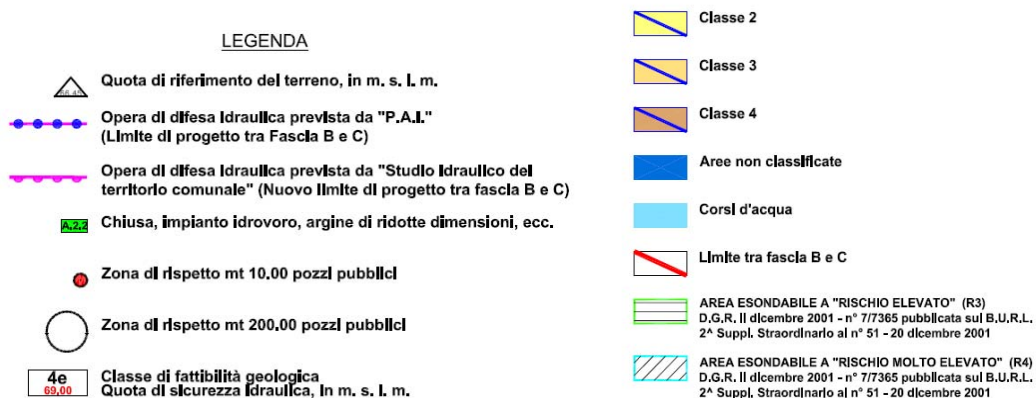 LEGENDA
Quota di riferimento del terreno, in m. s. l. m.
Opera di difesa idraulica prevista da "P.A.I."
(Limite di progetto tra Fascia B e C)
Opera di difesa idraulica prevista da "Studio idraulico del
territorio comunale" (Nuovo limite di progetto tra fascia B e C)
A.2.2
Chiusa, impianto idrovoro, argine di ridotte dimensioni, ecc.
Zona di rispetto mt 10.00 pozzi pubblici
Zona di rispetto mt 200.00 pozzi pubblici
4e
69,00
Classe di fattibilità geologica
Quota di sicurezza idraulica, in m. s. l. m.
Classe 2
Classe 3
Classe 4
Aree non classificate
Corsi d'acqua
Limite tra fascia B e C
AREA ESONDABILE A "RISCHIO ELEVATO" (R3)
D.G.R. II dicembre 2001 - n° 7/7365 pubblicata sul B.U.R.L.
2^ Suppl. Straordinario al n° 51 - 20 dicembre 2001
AREA ESONDABILE A "RISCHIO MOLTO ELEVATO" (R4)
D.G.R. II dicembre 2001 - n° 7/7365 pubblicata sul B.U.R.L.
2^ Suppl. Straordinario al n° 51 - 20 dicembre 2001